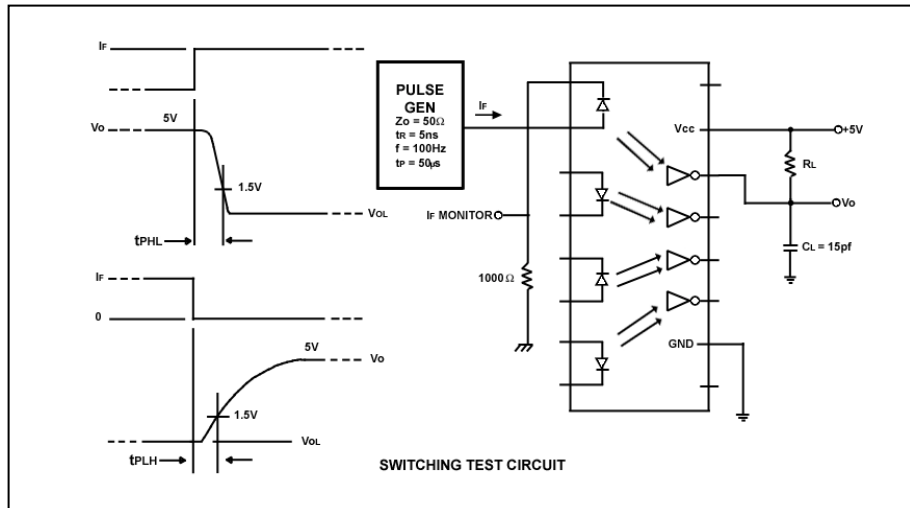 IF
Vo
5V
1.5V
VOL
tPHL
IF
0
5V
Vo
1.5V
VOL
tPLH
PULSE
GEN
Zo = 50Ω
tR = 5ns
f = 100Hz
tP = 50µs
IF
IF MONITOR
1000 Ω
Vcc
+5V
RL
Vo
CL = 15pf
GND
SWITCHING TEST CIRCUIT